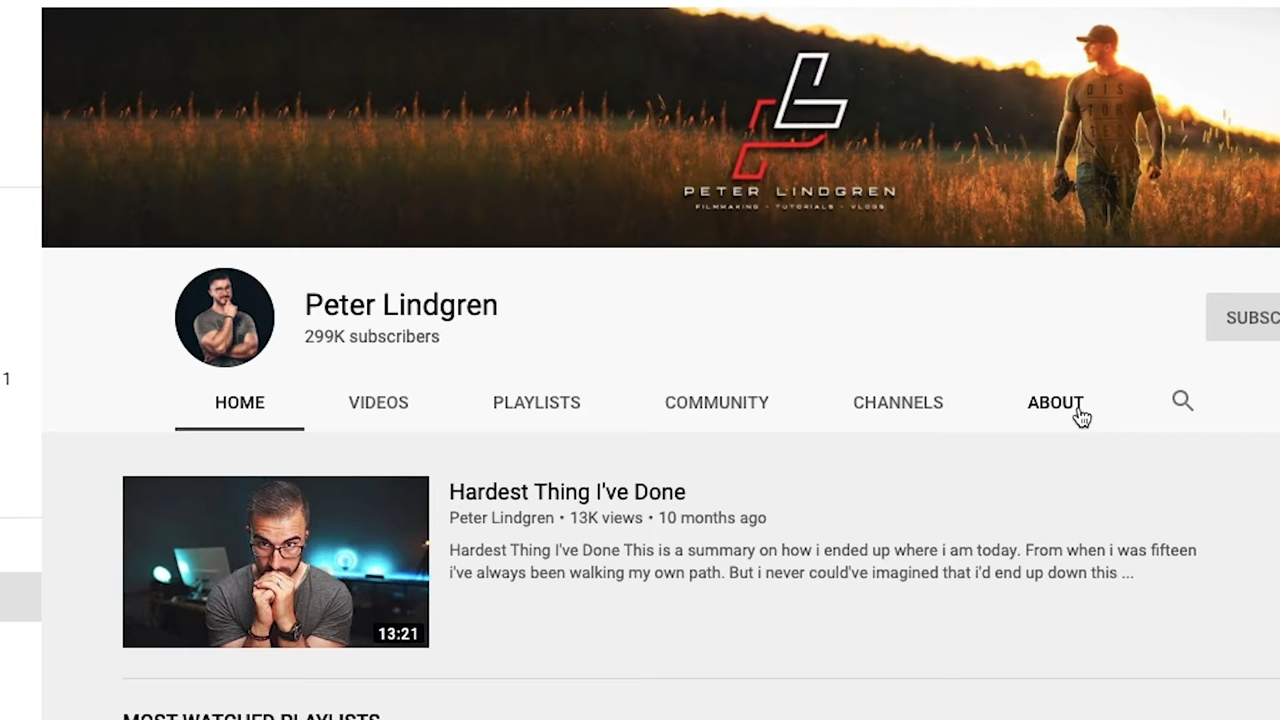 DIS
TOR
TED
PETER LINDGREN
FILMMAKING - TUTORIALS - VLOGS
Peter Lindgren
299K subscribers
SUBSC
1
HOME VIDEOS PLAYLISTS COMMUNITY CHANNELS ABOUT
Hardest Thing I've Done
Peter Lindgren • 13K views • 10 months ago
Hardest Thing I've Done This is a summary on how i ended up where i am today. From when i was fifteen
i've always been walking my own path. But i never could've imagined that i'd end up down this ...
13:21
MOST WATCHED PLAYLISTS